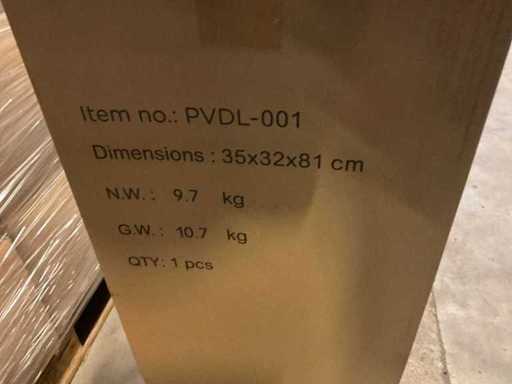 Item no.: PVDL-001
Dimensions : 35x32x81 cm
N.W. : 9.7 kg
G.W. : 10.7 kg
QTY: 1 pcs